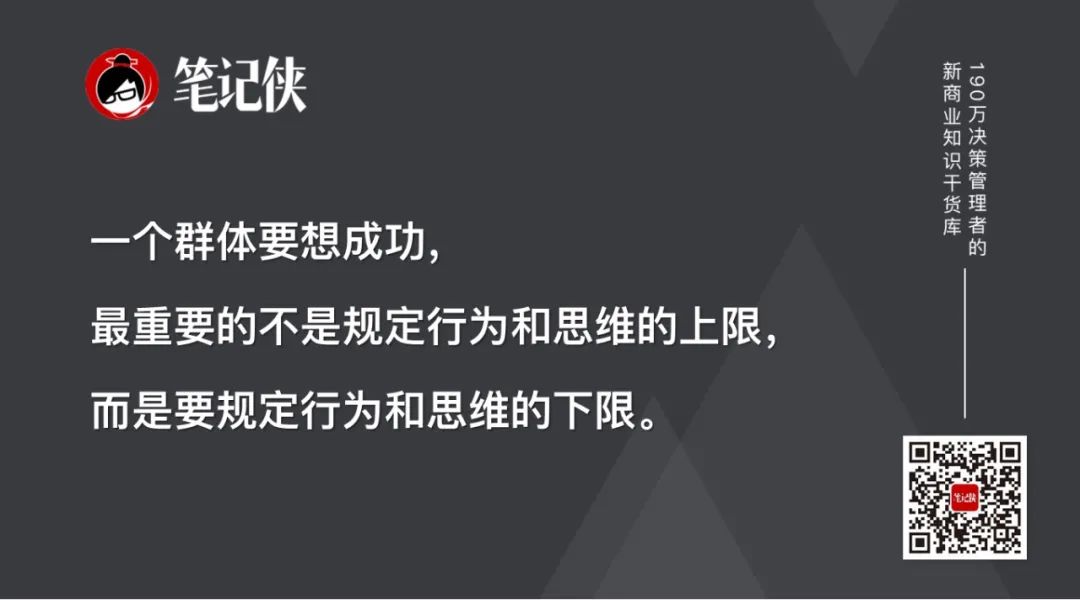 笔记侠
190万决策管理者的
新商业知识干货库
一个群体要想成功，
最重要的不是规定行为和思维的上限，
而是要规定行为和思维的下限。
笔记侠